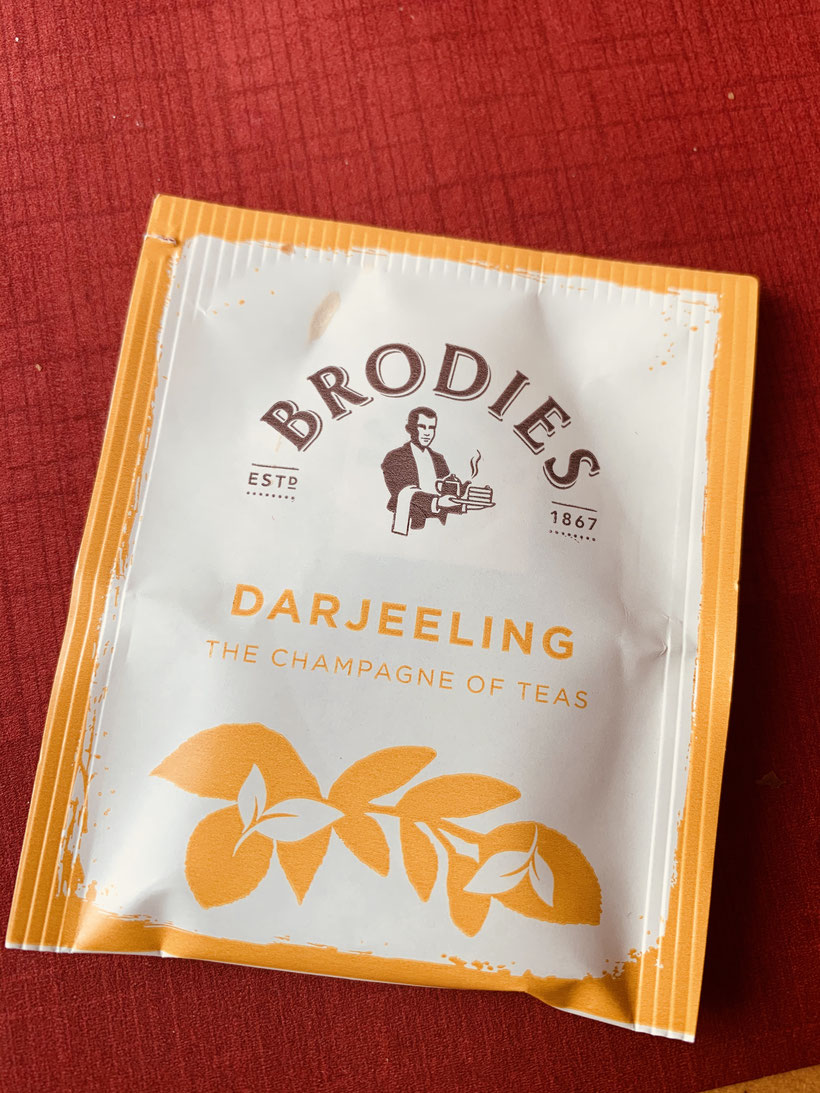 BRODIES
ESTD
1867
DARJEELING
THE CHAMPAGNE OF TEAS